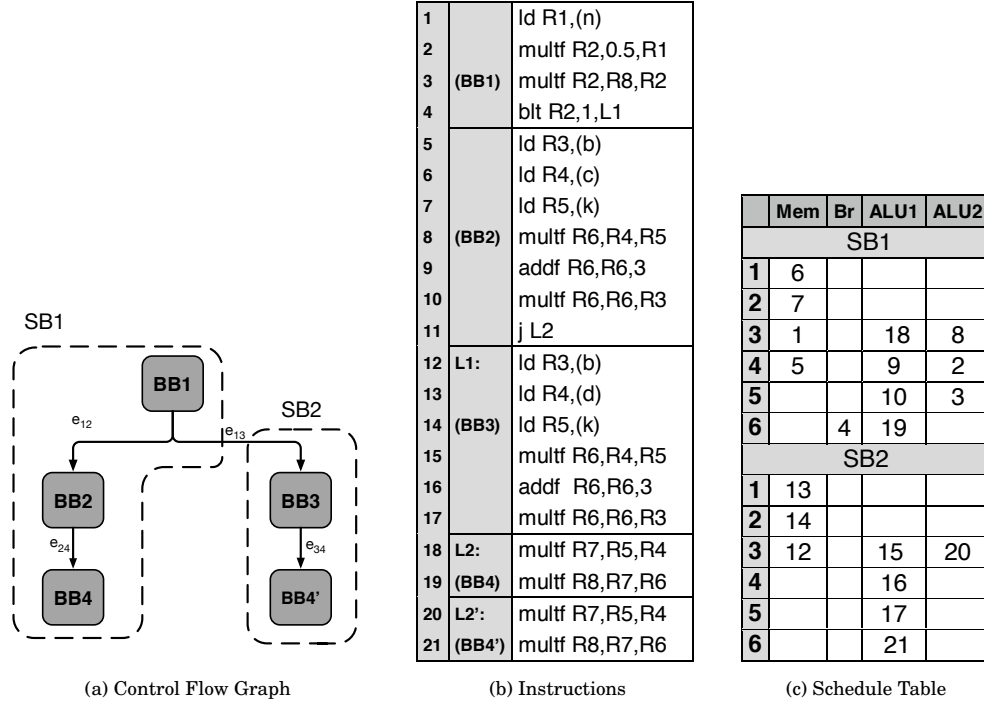 SB1
BB1
SB2
e12
e13
BB2
BB3
e24
e34
BB4
BB4'
(a) Control Flow Graph
1 ld R1,(n)
2 multf R2,0.5,R1
3 (BB1) multf R2,R8,R2
4 blt R2,1,L1
5 ld R3,(b)
6 ld R4,(c)
7 ld R5,(k)
8 (BB2) multf R6,R4,R5
9 addf R6,R6,3
10 multf R6,R6,R3
11 j L2
12 L1: ld R3,(b)
13 ld R4,(d)
14 (BB3) ld R5,(k)
15 multf R6,R4,R5
16 addf R6,R6,3
17 multf R6,R6,R3
18 L2: multf R7,R5,R4
19 (BB4) multf R8,R7,R6
20 L2': multf R7,R5,R4
21 (BB4') multf R8,R7,R6
(b) Instructions
Mem Br ALU1 ALU2
SB1
1 6
2 7
3 1 18 8
4 5 9 2
5 10 3
6 4 19
SB2
1 13
2 14
3 12 15 20
4 16
5 17
6 21
(c) Schedule Table